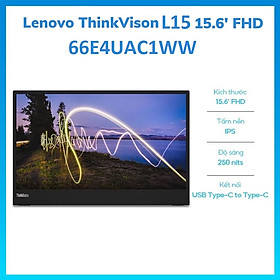 Lenovo ThinkVison L15 15.6' FHD
66E4UAC1WW
Kích thước
15.6' FHD
Tấm nền
IPS
Độ sáng
250 nits
Kết nối
USB Type-C to Type-C
ThinkVision